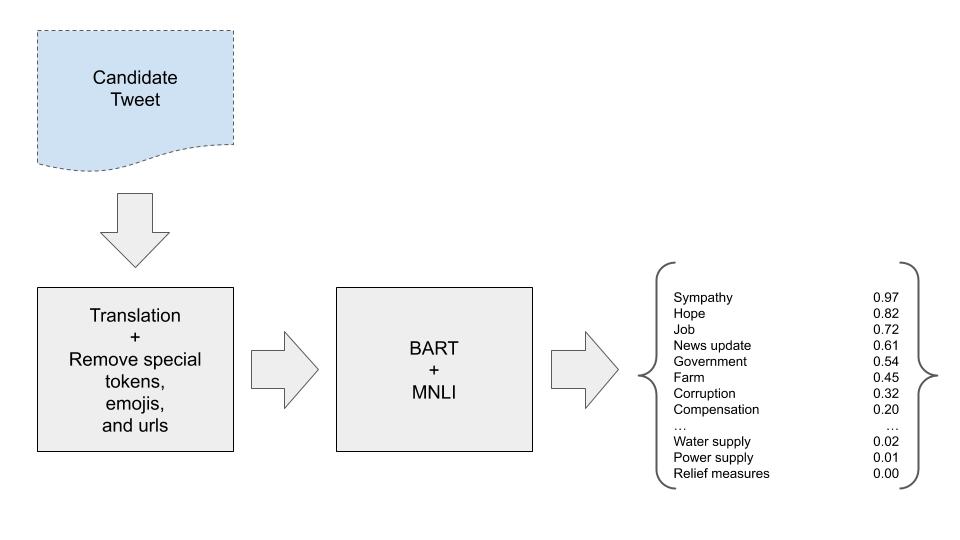 Candidate
Tweet
Translation
+
Remove special
tokens,
emojis,
and urls
BART
+
MNLI
Sympathy 0.97
Hope 0.82
Job 0.72
News update 0.61
Government 0.54
Farm 0.45
Corruption 0.32
Compensation 0.20
… …
Water supply 0.02
Power supply 0.01
Relief measures 0.00